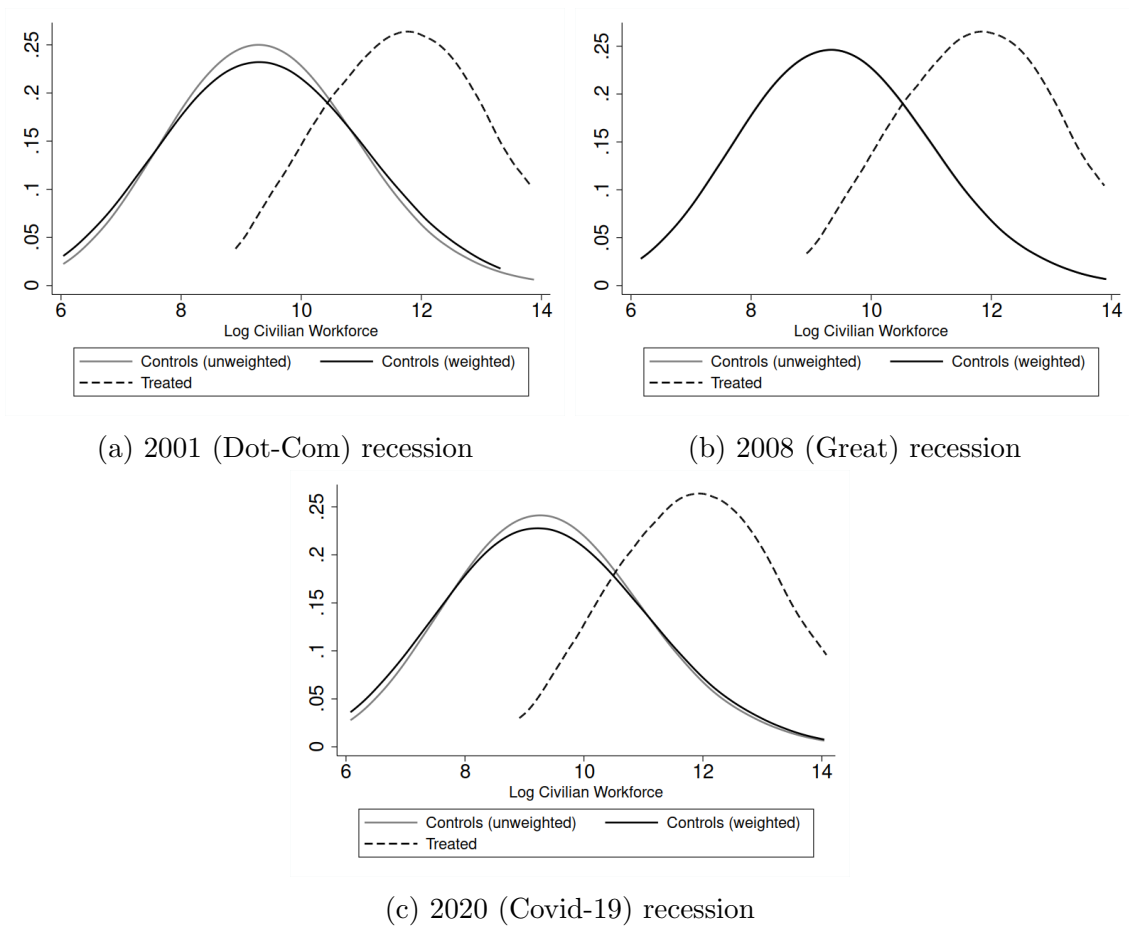 .25
.2
.15
.1
.05
0
6 8 10 12 14
Log Civilian Workforce
Controls (unweighted) Controls (weighted)
Treated
(a) 2001 (Dot-Com) recession
.25
.2
.15
.1
.05
0
6 8 10 12 14
Log Civilian Workforce
Controls (unweighted) Controls (weighted)
Treated
(b) 2008 (Great) recession
.25
.2
.15
.1
.05
0
6 8 10 12 14
Log Civilian Workforce
Controls (unweighted) Controls (weighted)
Treated
(c) 2020 (Covid-19) recession